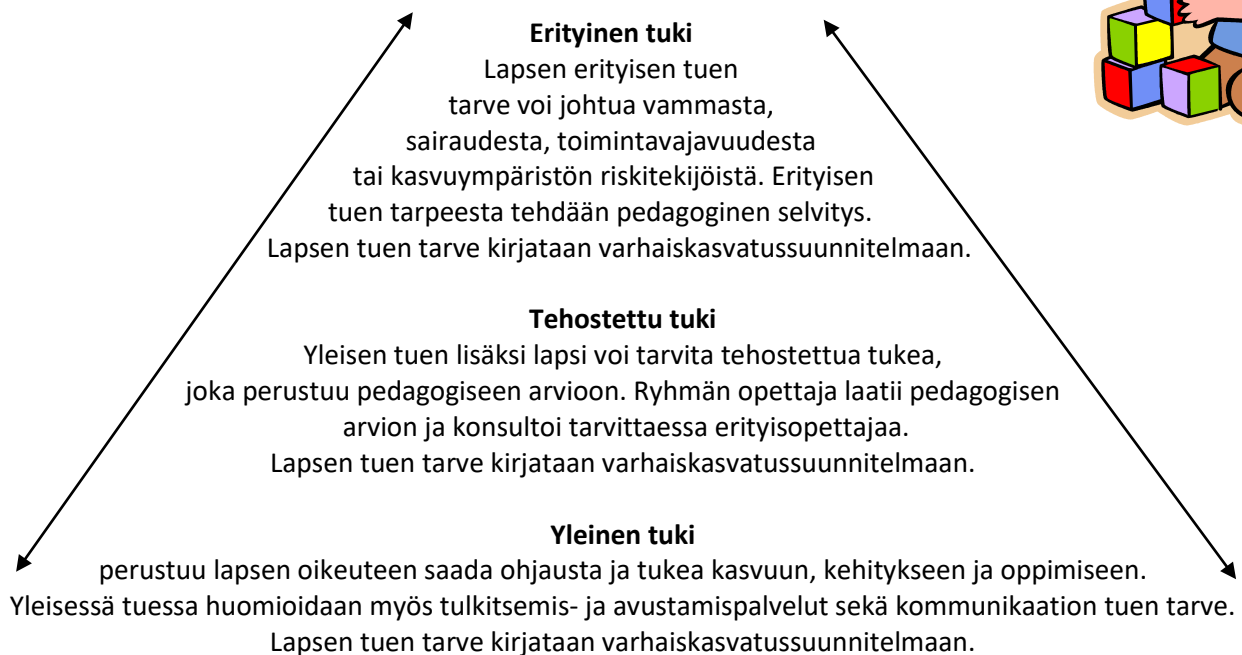 Erityinen tuki
Lapsen erityisen tuen
tarve voi johtua vammasta,
sairaudesta, toimintavajavuudesta
tai kasvuympäristön riskitekijöistä. Erityisen
tuen tarpeesta tehdään pedagoginen selvitys.
Lapsen tuen tarve kirjataan varhaiskasvatussuunnitelmaan.
Tehostettu tuki
Yleisen tuen lisäksi lapsi voi tarvita tehostettua tukea,
joka perustuu pedagogiseen arvioon. Ryhmän opettaja laatii pedagogisen
arvion ja konsultoi tarvittaessa erityisopettajaa.
Lapsen tuen tarve kirjataan varhaiskasvatussuunnitelmaan.
Yleinen tuki
perustuu lapsen oikeuteen saada ohjausta ja tukea kasvuun, kehitykseen ja oppimiseen.
Yleisessä tuessa huomioidaan myös tulkitsemis- ja avustamispalvelut sekä kommunikaation tuen tarve.
Lapsen tuen tarve kirjataan varhaiskasvatussuunnitelmaan.